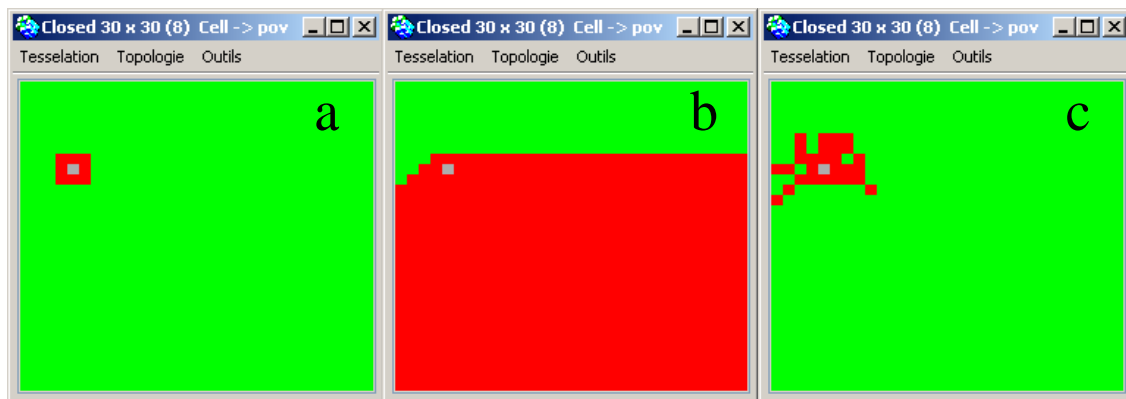 Closed 30 x 30 (8) Cell -> pov
Tesselation Topologie Outils
a
Closed 30 x 30 (8) Cell -> pov
Tesselation Topologie Outils
b
Closed 30 x 30 (8) Cell -> pov
Tesselation Topologie Outils
c